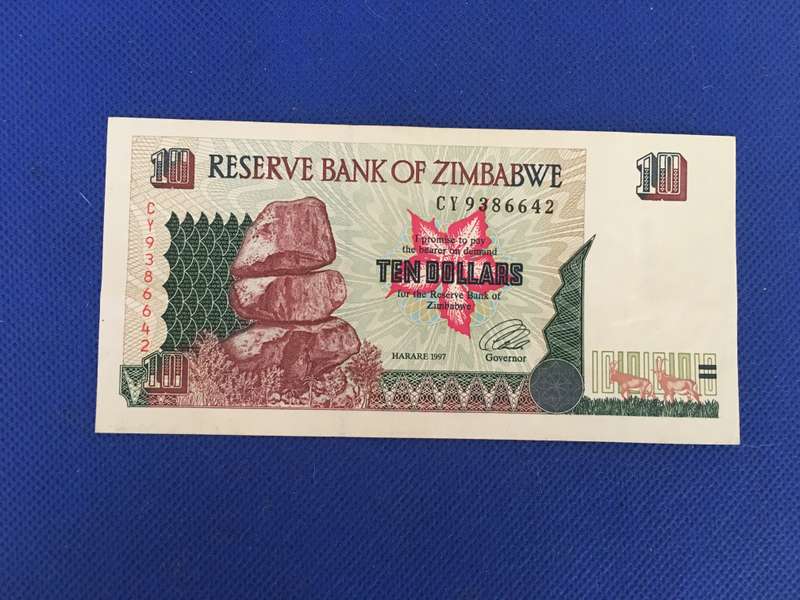 10 RESERVE BANK OF ZIMBABWE 10
CY9386642
CY9386642
I promise to pay
the bearer on demand
TEN DOLLARS
for the Reserve Bank of
Zimbabwe
HARARE 1997 Governor
10
101010101010